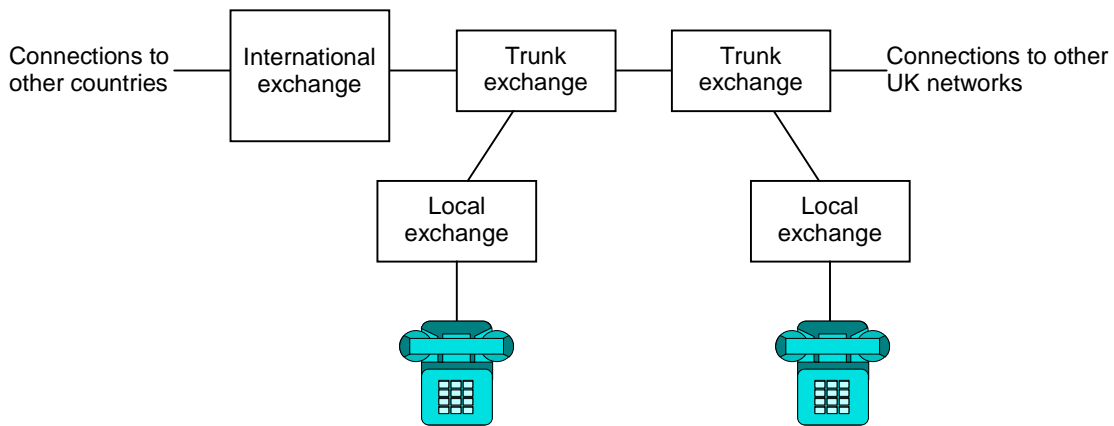 Connections to
other countries
International
exchange
Trunk
exchange
Trunk
exchange
Connections to other
UK networks
Local
exchange
Local
exchange